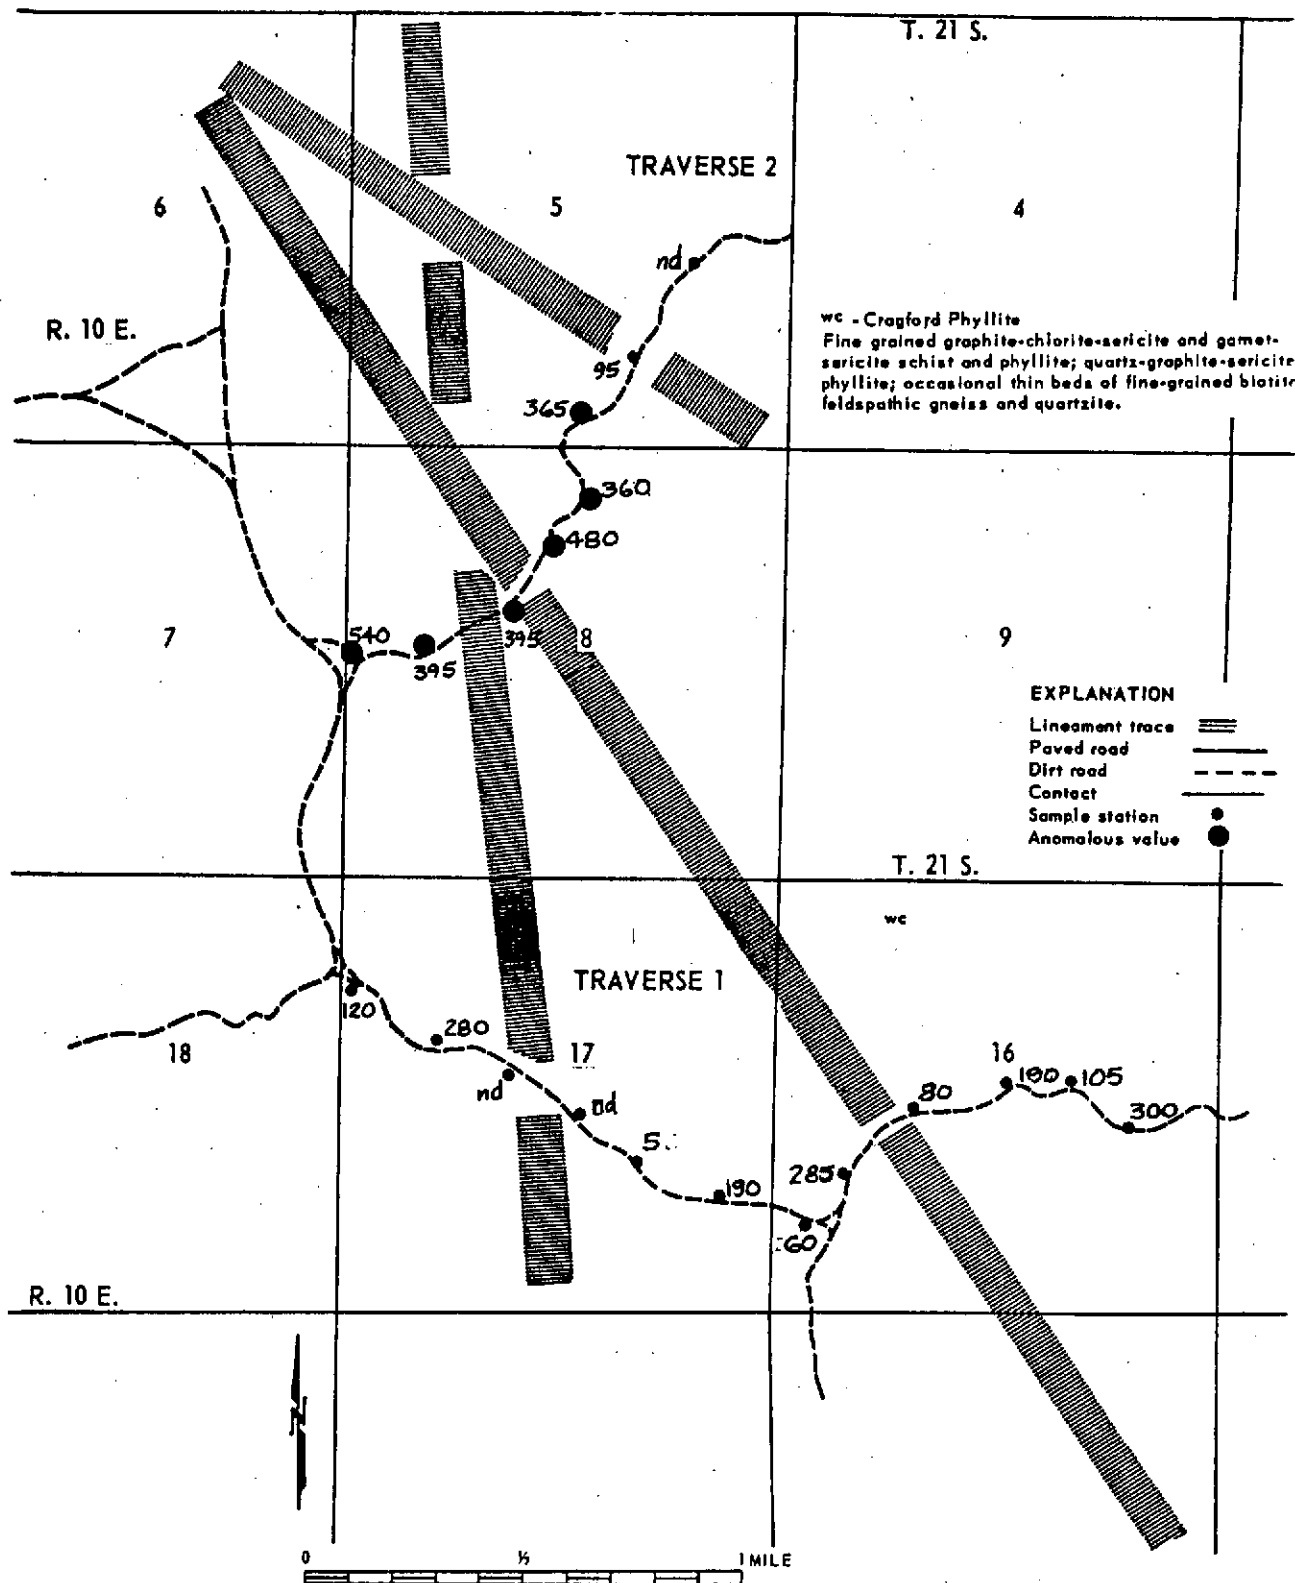 T. 21 S.
TRAVERSE 2
6
5
4
nd
R. 10 E.
wc - Cragford Phyllite
Fine grained graphite-chlorite-sericite and garnet-
sericite schist and phyllite; quartz-graphite-sericite
phyllite; occasional thin beds of fine-grained biotite
feldspathic gneiss and quartzite.
95
365
360
480
7
540
395
395
8
9
EXPLANATION
Lineament trace
Paved road
Dirt road
Contact
Sample station
Anomalous value
T. 21 S.
wc
TRAVERSE 1
120
280
18
17
16
nd
nd
190
105
80
300
285
190
R. 10 E.
N
0 ½ 1 MILE